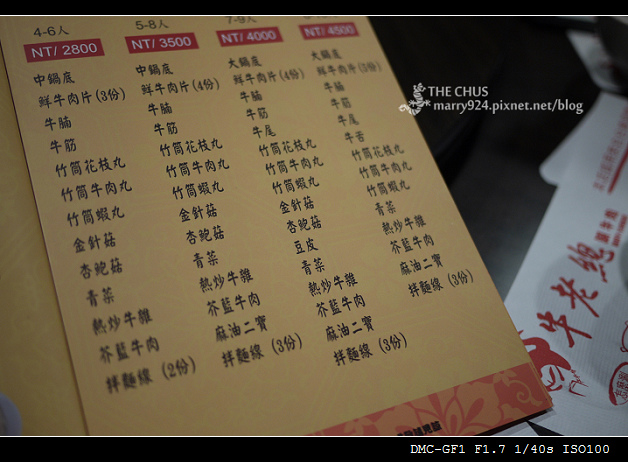 4-6人
NT/ 2800
中鍋底
鮮牛肉片(3份)
牛腩
牛筋
竹筒花枝丸
竹筒牛肉丸
竹筒蝦丸
金針菇
杏鮑菇
青菜
熱炒牛雜
芥藍牛肉
拌麵線 (2份)
5-8人
NT/ 3500
中鍋底
鮮牛肉片(4份)
牛腩
牛筋
竹筒花枝丸
竹筒牛肉丸
竹筒蝦丸
金針菇
杏鮑菇
青菜
熱炒牛雜
芥藍牛肉
麻油二寶
拌麵線 (3份)
7-9人
NT/ 4000
大鍋底
鮮牛肉片(4份)
牛腩
牛筋
牛尾
竹筒花枝丸
竹筒牛肉丸
竹筒蝦丸
金針菇
杏鮑菇
豆皮
青菜
熱炒牛雜
芥藍牛肉
麻油二寶
拌麵線 (3份)
NT/ 4500
大鍋底
鮮牛肉片(5份)
牛腩
牛筋
牛尾
牛舌
竹筒花枝丸
竹筒牛肉丸
竹筒蝦丸
青菜
熱炒牛雜
芥藍牛肉
麻油二寶
拌麵線 (3份)
THE CHUS
marry924.pixnet.net/blog
牛老總
DMC-GF1 F1.7 1/40s ISO100